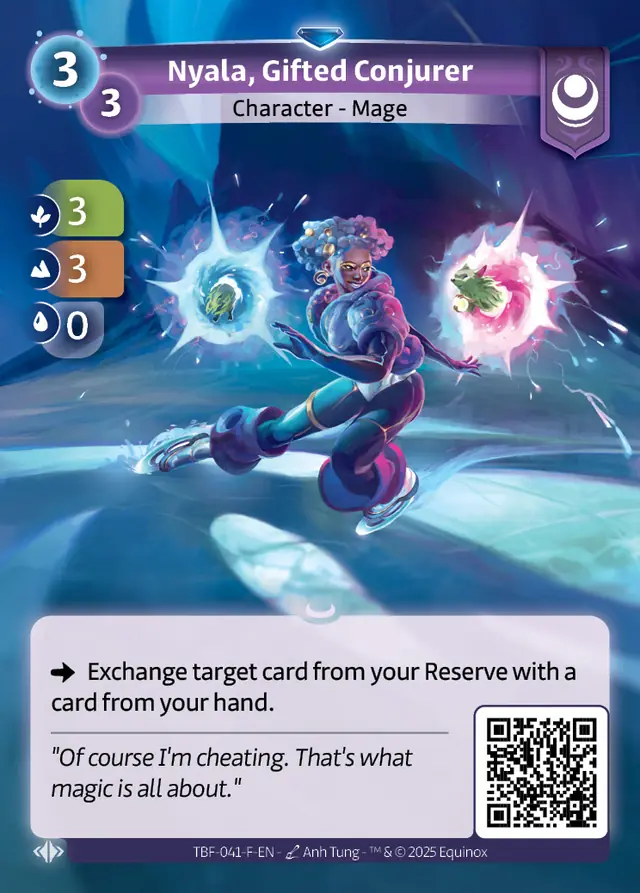 3
3
Nyala, Gifted Conjurer
Character - Mage
3
3
0
Exchange target card from your Reserve with a
card from your hand.
"Of course I'm cheating. That's what
magic is all about."
TBF-041-F-EN - Anh Tung - ™ & © 2025 Equinox